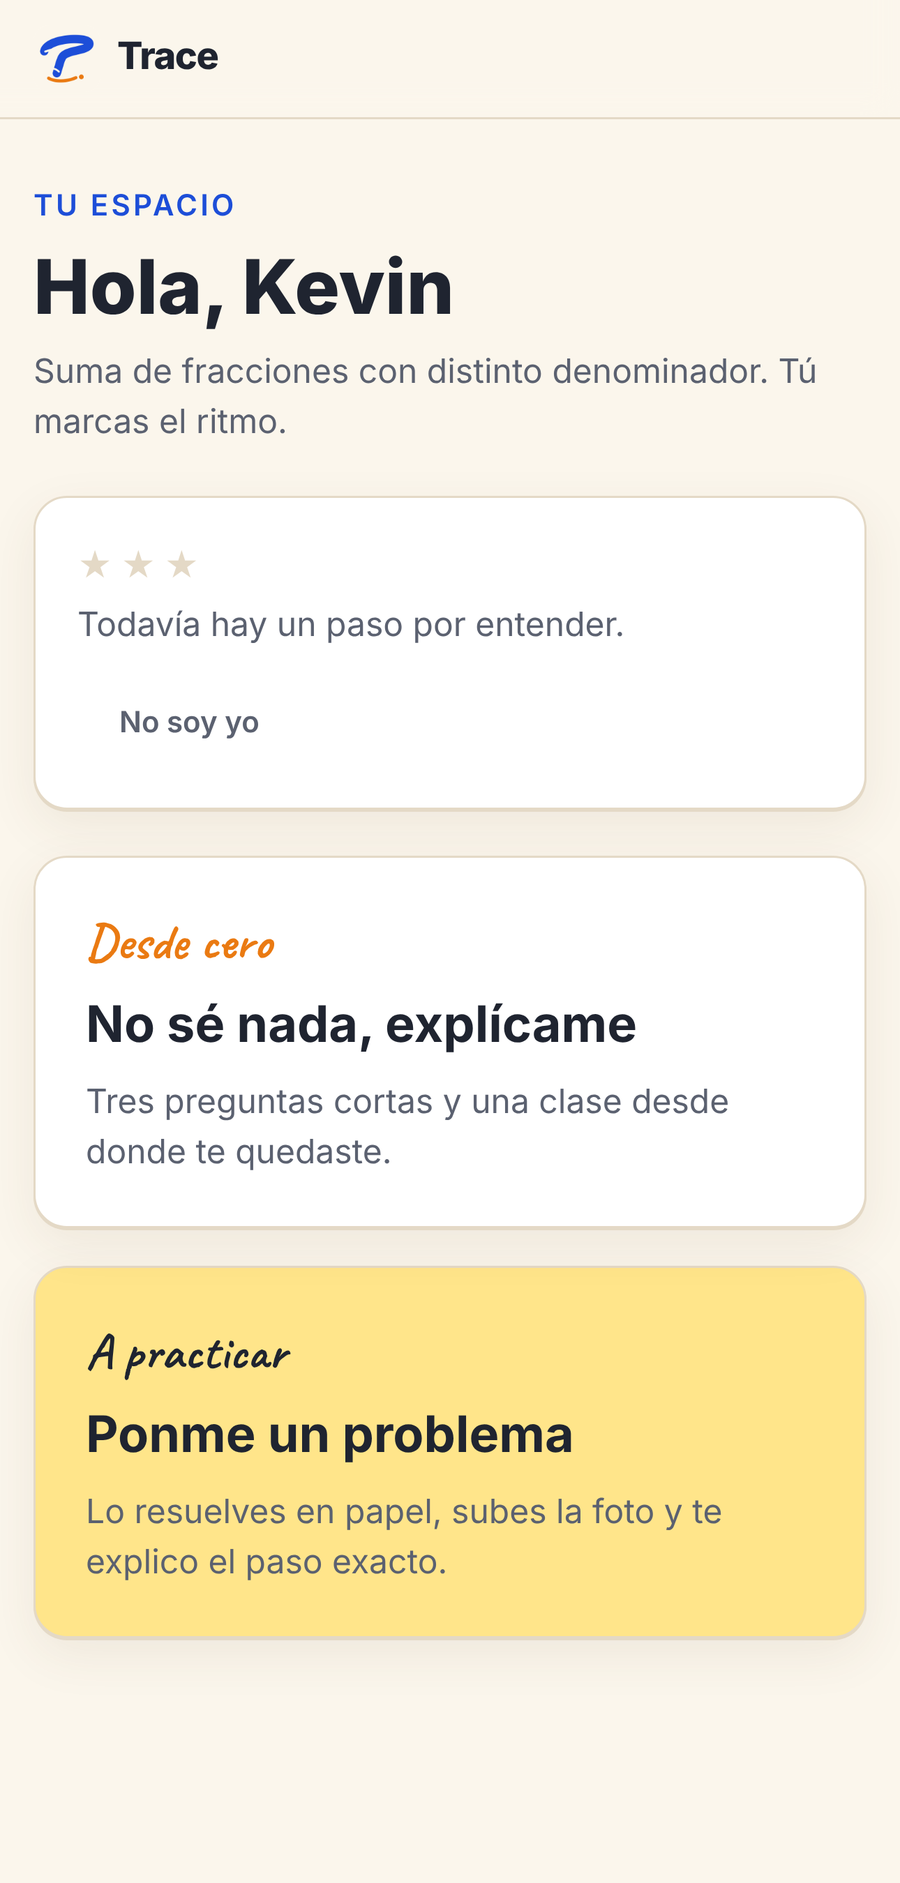 Trace
TU ESPACIO
Hola, Kevin
Suma de fracciones con distinto denominador. Tú
marcas el ritmo.
★ ★ ★
Todavía hay un paso por entender.
No soy yo
Desde cero
No sé nada, explícame
Tres preguntas cortas y una clase desde
donde te quedaste.
A practicar
Ponme un problema
Lo resuelves en papel, subes la foto y te
explico el paso exacto.